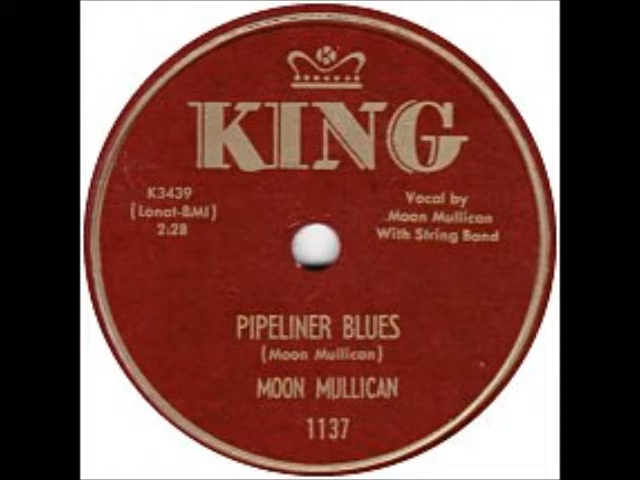 K
KING
K3439
(Lonat-BMI)
2:28
Vocal by
Moon Mullican
With String Band
PIPELINER BLUES
(Moon Mullican)
MOON MULLICAN
1137